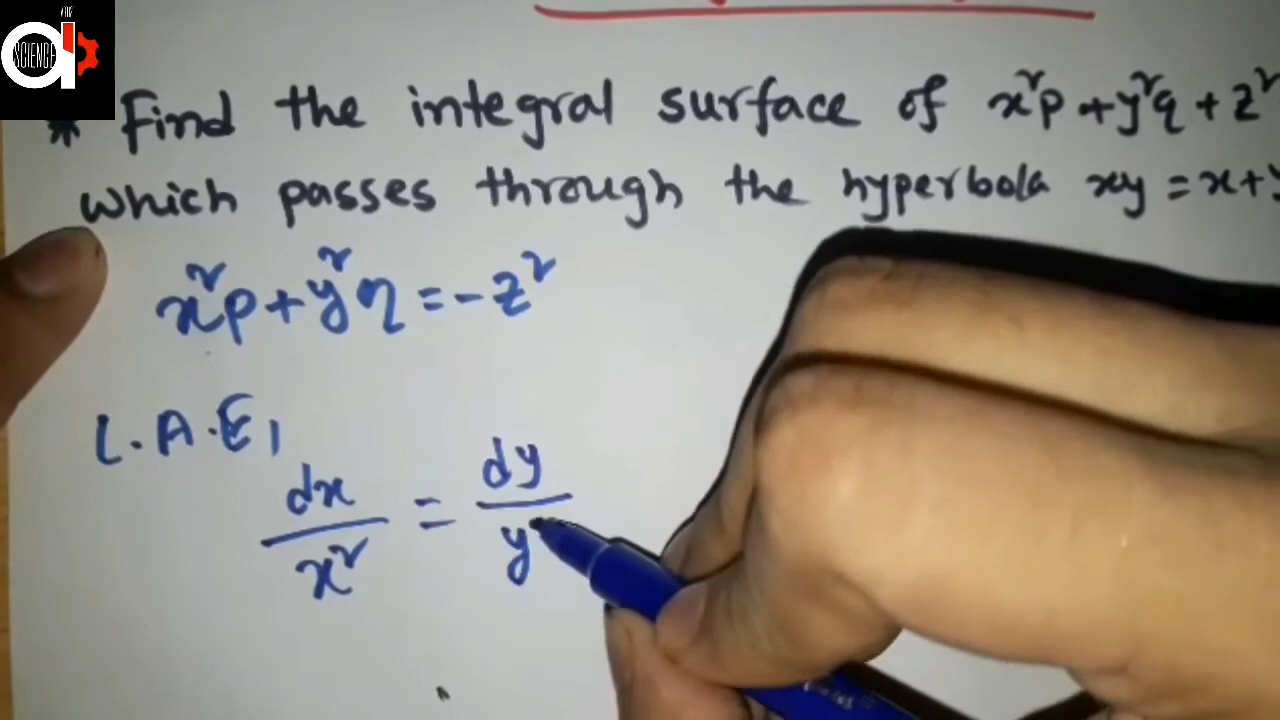 THE
SCIENCE
* Find the integral surface of x²p + y²q + z²
which passes through the hyperbola xy = x+y
x²p + y²q = -z²
L.A.E,
dx/x² = dy/y